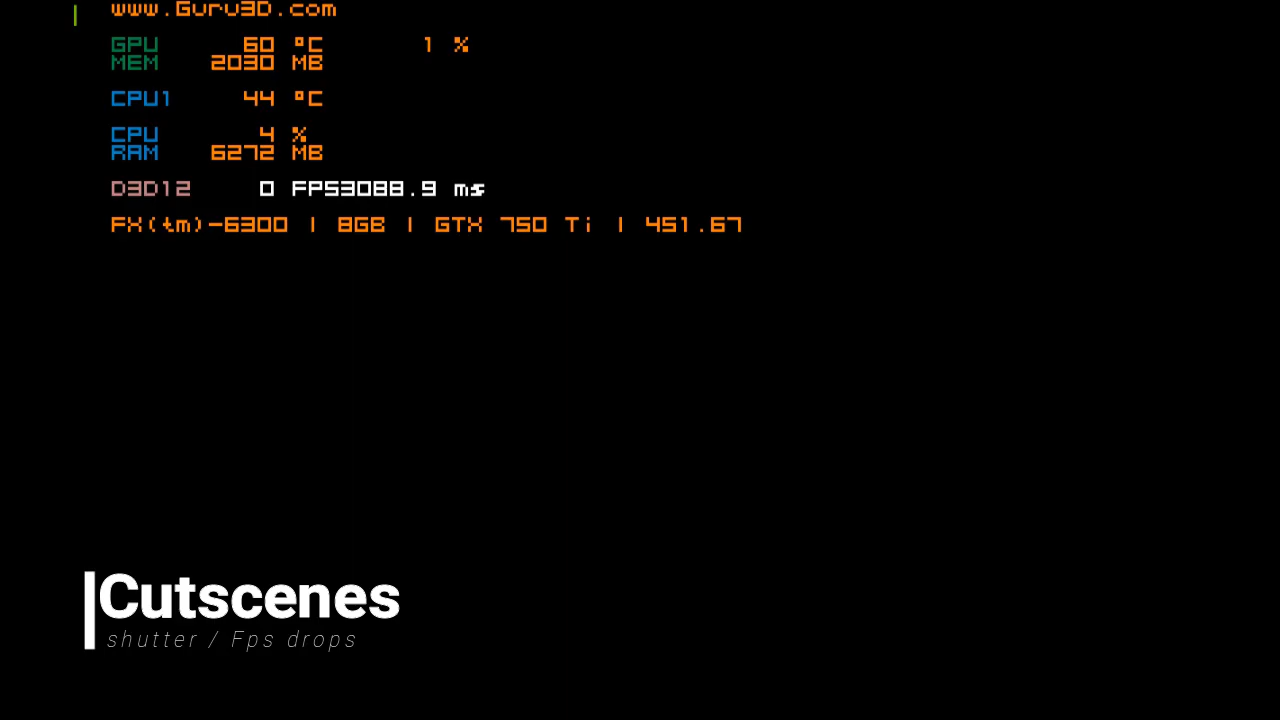 www.Guru3D.com
GPU 60 °C 1 %
MEM 2030 MB
CPU1 44 °C
CPU 4 %
RAM 6272 MB
D3D12 0 FPS3088.9 ms
FX(tm)-6300 | 8GB | GTX 750 Ti | 451.67
Cutscenes
shutter / Fps drops